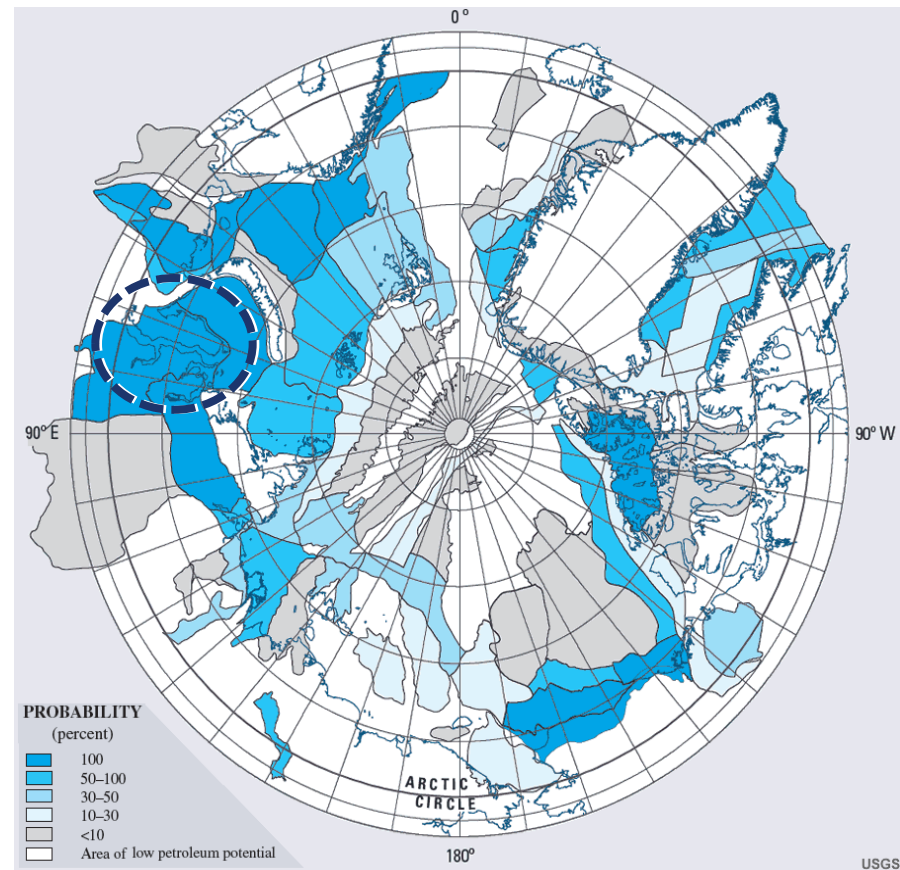 0°
90° E
90° W
PROBABILITY
(percent)
100
50–100
30–50
10–30
<10
Area of low petroleum potential
ARCTIC
CIRCLE
180°
USGS